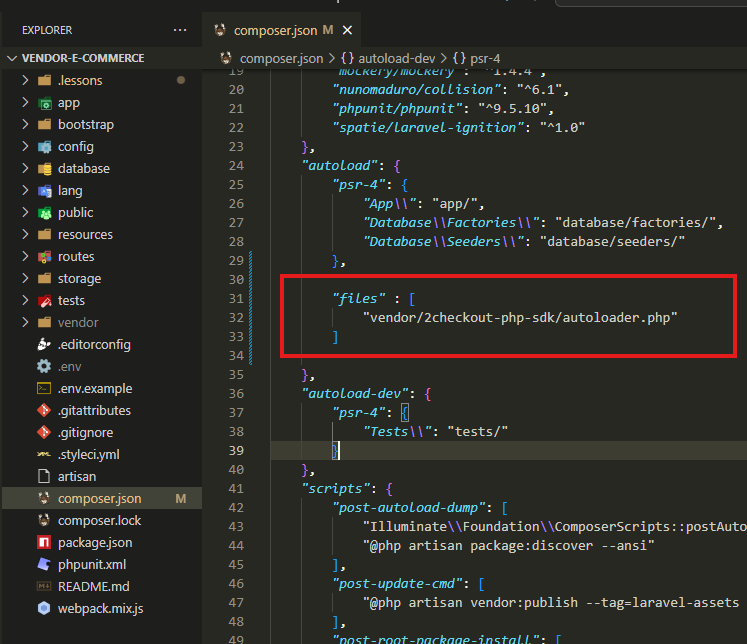 EXPLORER
VENDOR-E-COMMERCE
.lessons
app
bootstrap
config
database
lang
public
resources
routes
storage
tests
vendor
.editorconfig
.env
.env.example
.gitattributes
.gitignore
.styleci.yml
artisan
composer.json M
composer.lock
package.json
phpunit.xml
README.md
webpack.mix.js
composer.json M
composer.json > {} autoload-dev > {} psr-4
19 "mockery/mockery": "^1.4.4",
20 "nunomaduro/collision": "^6.1",
21 "phpunit/phpunit": "^9.5.10",
22 "spatie/laravel-ignition": "^1.0"
23 },
24 "autoload": {
25 "psr-4": {
26 "App\\": "app/",
27 "Database\\Factories\\": "database/factories/",
28 "Database\\Seeders\\": "database/seeders/"
29 },
30
31 "files" : [
32 "vendor/2checkout-php-sdk/autoloader.php"
33 ]
34
35 },
36 "autoload-dev": {
37 "psr-4": {
38 "Tests\\": "tests/"
39 }
40 },
41 "scripts": {
42 "post-autoload-dump": [
43 "Illuminate\\Foundation\\ComposerScripts::postAuto
44 "@php artisan package:discover --ansi"
45 ],
46 "post-update-cmd": [
47 "@php artisan vendor:publish --tag=laravel-assets
48 ],
49 "post-root-package-install": [